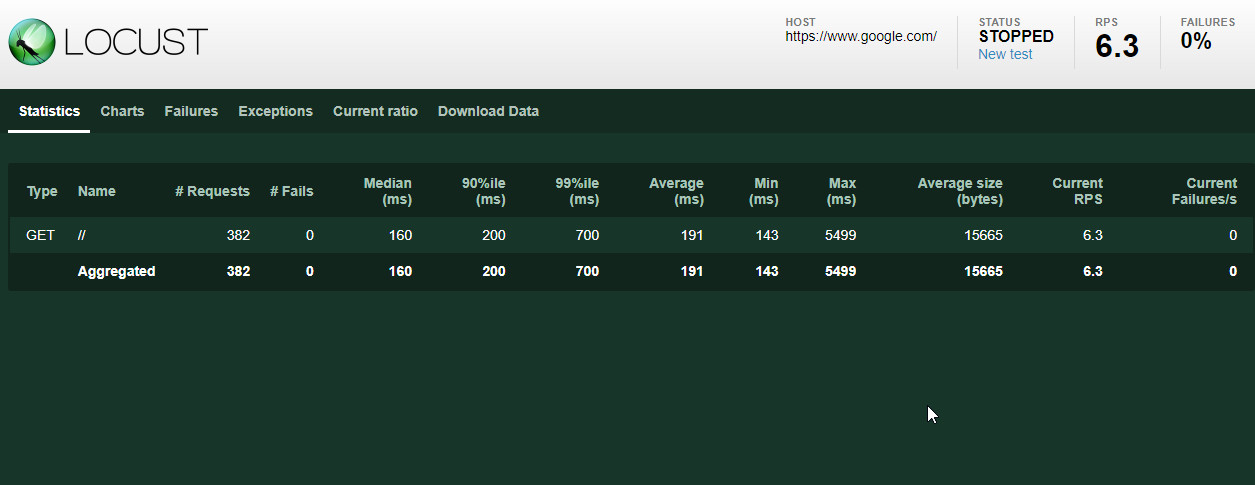 LOCUST
HOST
https://www.google.com/
STATUS
STOPPED
New test
RPS
6.3
FAILURES
0%
Statistics Charts Failures Exceptions Current ratio Download Data
Type Name # Requests # Fails Median (ms) 90%ile (ms) 99%ile (ms) Average (ms) Min (ms) Max (ms) Average size (bytes) Current RPS Current Failures/s
GET // 382 0 160 200 700 191 143 5499 15665 6.3 0
Aggregated 382 0 160 200 700 191 143 5499 15665 6.3 0